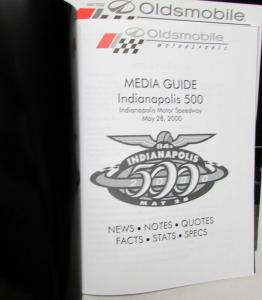 Oldsmobile
Oldsmobile
MOTORSPORTS
MEDIA GUIDE
Indianapolis 500
Indianapolis Motor Speedway
May 28, 2000
84th
INDIANAPOLIS
500
2000
MAY 28
NEWS • NOTES • QUOTES
FACTS • STATS • SPECS